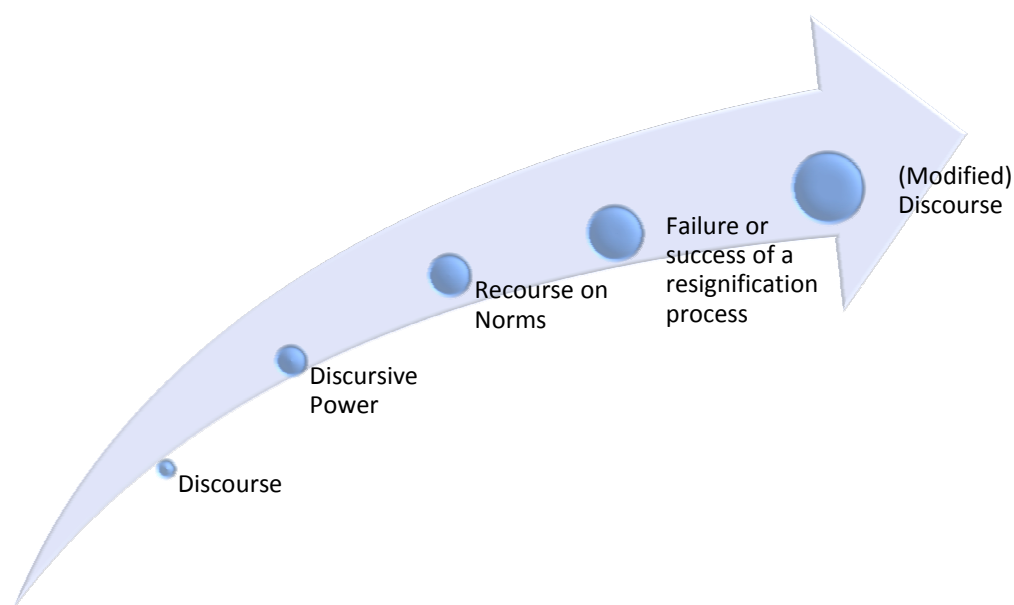 Discourse
Discursive
Power
Recourse on
Norms
Failure or
success of a
resignification
process
(Modified)
Discourse